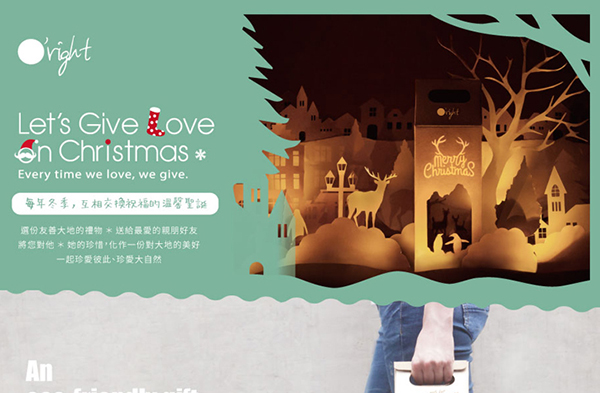 O'right
Let's Give Love
On Christmas *
Every time we love, we give.
每年冬季，互相交換祝福的溫馨聖誕
選份友善大地的禮物 * 送給最愛的親朋好友
將您對他 * 她的珍惜，化作一份對大地的美好
一起珍愛彼此、珍愛大自然
O'right
Merry
Christmas
An
eco-friendly gift